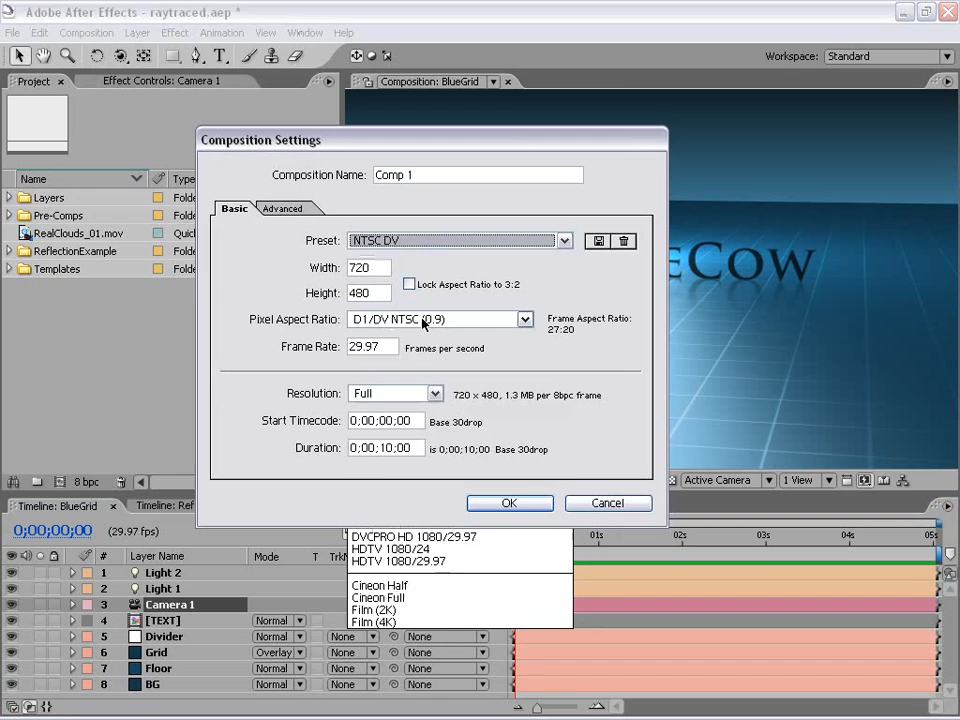 Adobe After Effects - raytraced.aep *
File Edit Composition Layer Effect Animation View Window Help
Workspace: Standard
Project × Effect Controls: Camera 1
Composition: BlueGrid ×
Name Type
Layers Folde
Pre-Comps Folde
RealClouds_01.mov Quick
ReflectionExample Folde
Templates Folde
eCow
Composition Settings
Composition Name: Comp 1
Basic Advanced
Preset: NTSC DV
Width: 720
Lock Aspect Ratio to 3:2
Height: 480
Pixel Aspect Ratio: D1/DV NTSC (0.9)
Frame Aspect Ratio:
27:20
Frame Rate: 29.97 Frames per second
Resolution: Full 720 x 480, 1.3 MB per 8bpc frame
Start Timecode: 0;00;00;00 Base 30drop
Duration: 0;00;10;00 is 0;00;10;00 Base 30drop
OK Cancel
8 bpc
Active Camera 1 View
Timeline: BlueGrid × Timeline: Ref
0;00;00;00 (29.97 fps)
01s 02s 03s 04s 05s
DVCPRO HD 1080/29.97
HDTV 1080/24
HDTV 1080/29.97
Cineon Half
Cineon Full
Film (2K)
Film (4K)
# Layer Name Mode T TrkM
1 Light 2
2 Light 1
3 Camera 1
4 [TEXT] Normal
5 Divider Normal None None
6 Grid Overlay None None
7 Floor Normal None None
8 BG Normal None None